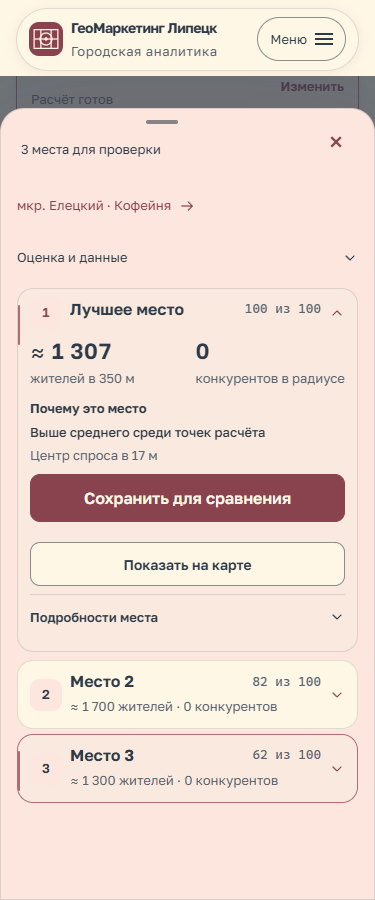 ГеоМаркетинг Липецк
Городская аналитика
Меню
Изменить
Расчёт готов
3 места для проверки
мкр. Елецкий · Кофейня →
Оценка и данные
1 Лучшее место 100 из 100
≈ 1 307 0
жителей в 350 м конкурентов в радиусе
Почему это место
Выше среднего среди точек расчёта
Центр спроса в 17 м
Сохранить для сравнения
Показать на карте
Подробности места
2 Место 2 82 из 100
≈ 1 700 жителей · 0 конкурентов
3 Место 3 62 из 100
≈ 1 300 жителей · 0 конкурентов